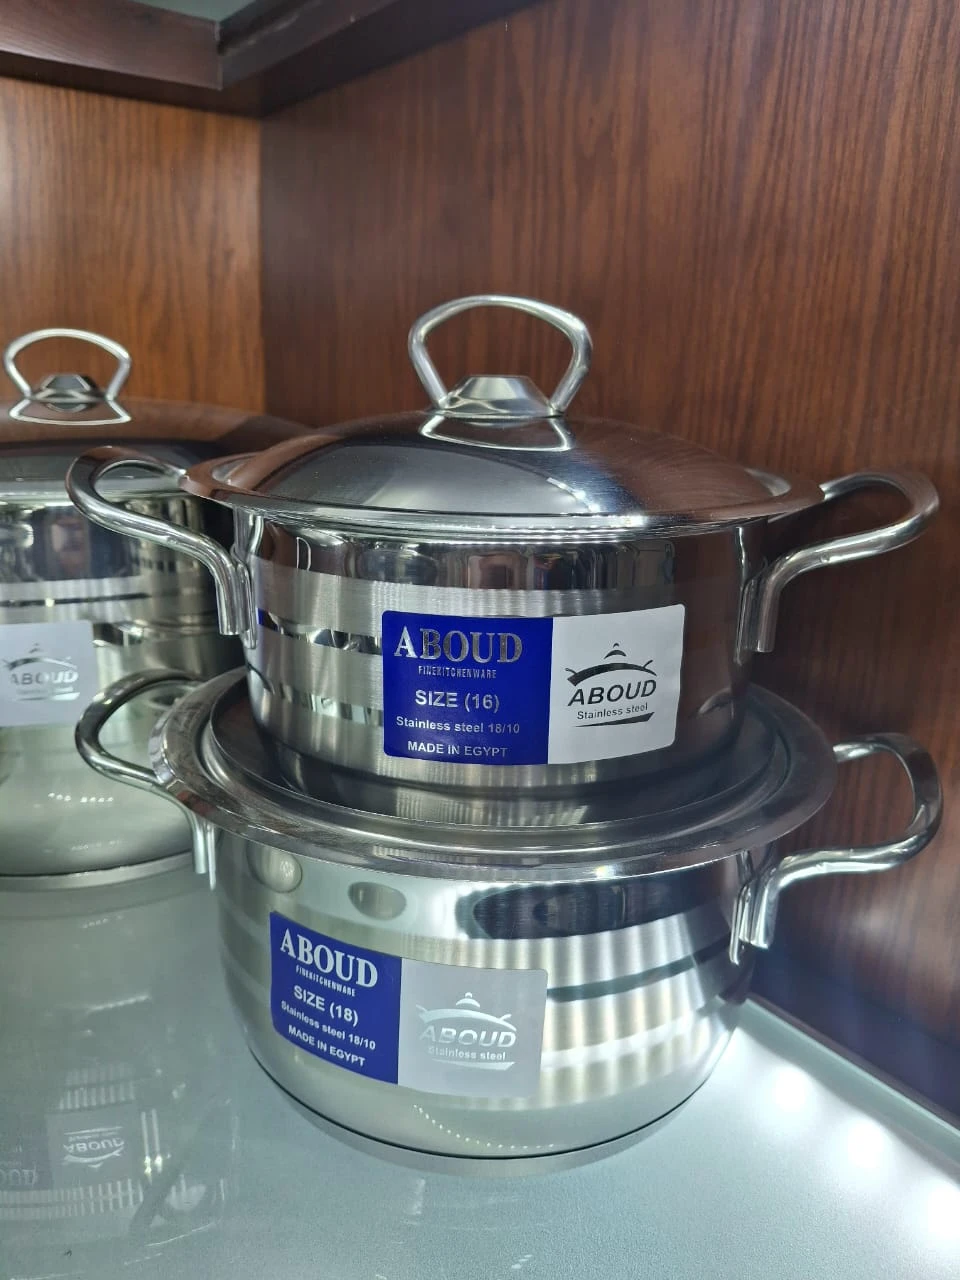 ABOUD
FINEKITCHENWARE
SIZE (16)
Stainless steel 18/10
MADE IN EGYPT
ABOUD
Stainless steel
ABOUD
FINEKITCHENWARE
SIZE (18)
Stainless steel 18/10
MADE IN EGYPT
ABOUD
Stainless steel
ABOUD
Stainless steel